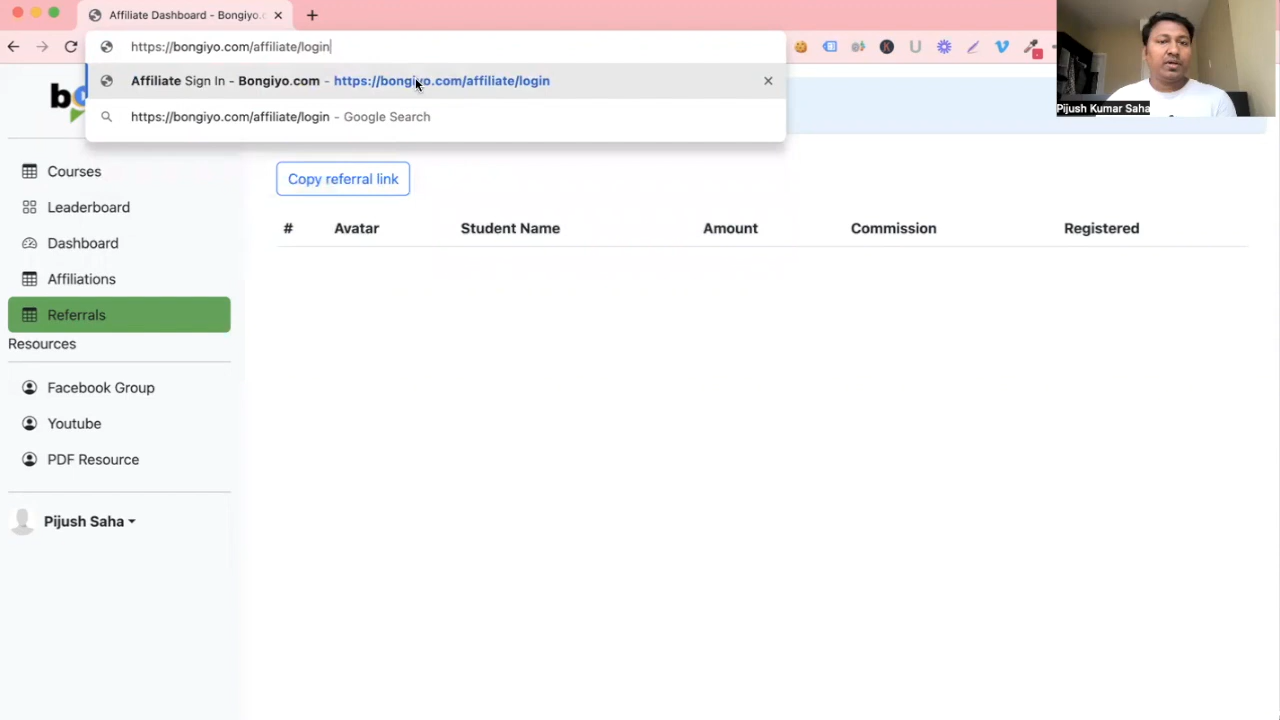 Affiliate Dashboard - Bongiyo.c
https://bongiyo.com/affiliate/login
Affiliate Sign In - Bongiyo.com - https://bongiyo.com/affiliate/login
https://bongiyo.com/affiliate/login - Google Search
Pijush Kumar Saha
Courses
Leaderboard
Dashboard
Affiliations
Referrals
Resources
Facebook Group
Youtube
PDF Resource
Pijush Saha
Copy referral link
# Avatar Student Name Amount Commission Registered